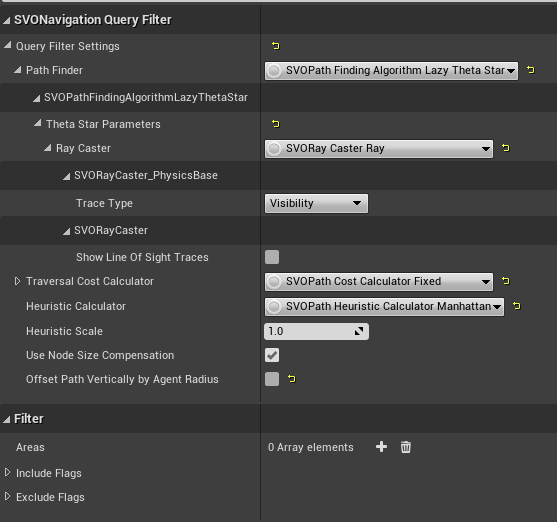 SVONavigation Query Filter
Query Filter Settings
Path Finder SVOPath Finding Algorithm Lazy Theta Star
SVOPathFindingAlgorithmLazyThetaStar
Theta Star Parameters
Ray Caster SVORay Caster Ray
SVORayCaster_PhysicsBase
Trace Type Visibility
SVORayCaster
Show Line Of Sight Traces
Traversal Cost Calculator SVOPath Cost Calculator Fixed
Heuristic Calculator SVOPath Heuristic Calculator Manhattan
Heuristic Scale 1.0
Use Node Size Compensation
Offset Path Vertically by Agent Radius
Filter
Areas 0 Array elements
Include Flags
Exclude Flags